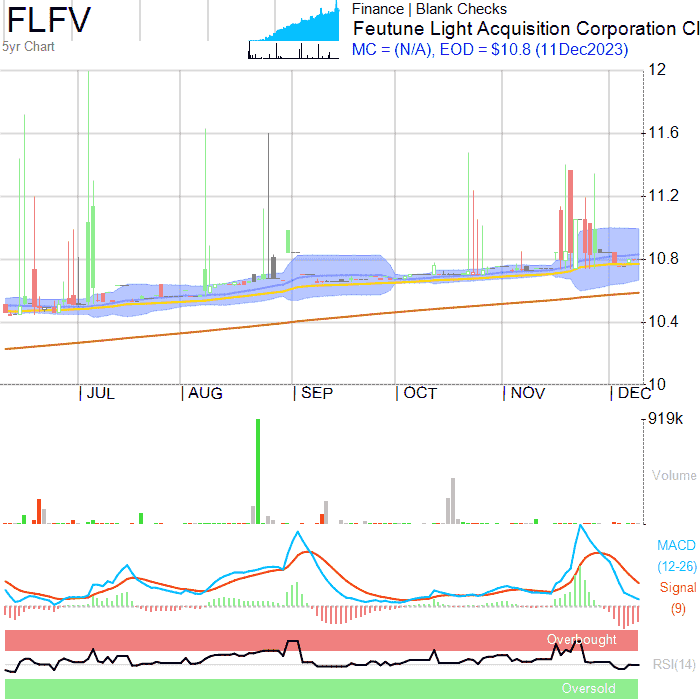 FLFV
5yr Chart
Finance | Blank Checks
Feutune Light Acquisition Corporation Cl
MC = (N/A), EOD = $10.8 (11Dec2023)
12
11.6
11.2
10.8
10.4
10
JUL AUG SEP OCT NOV DEC
919k
Volume
MACD
(12-26)
Signal
(9)
Overbought
RSI(14)
Oversold